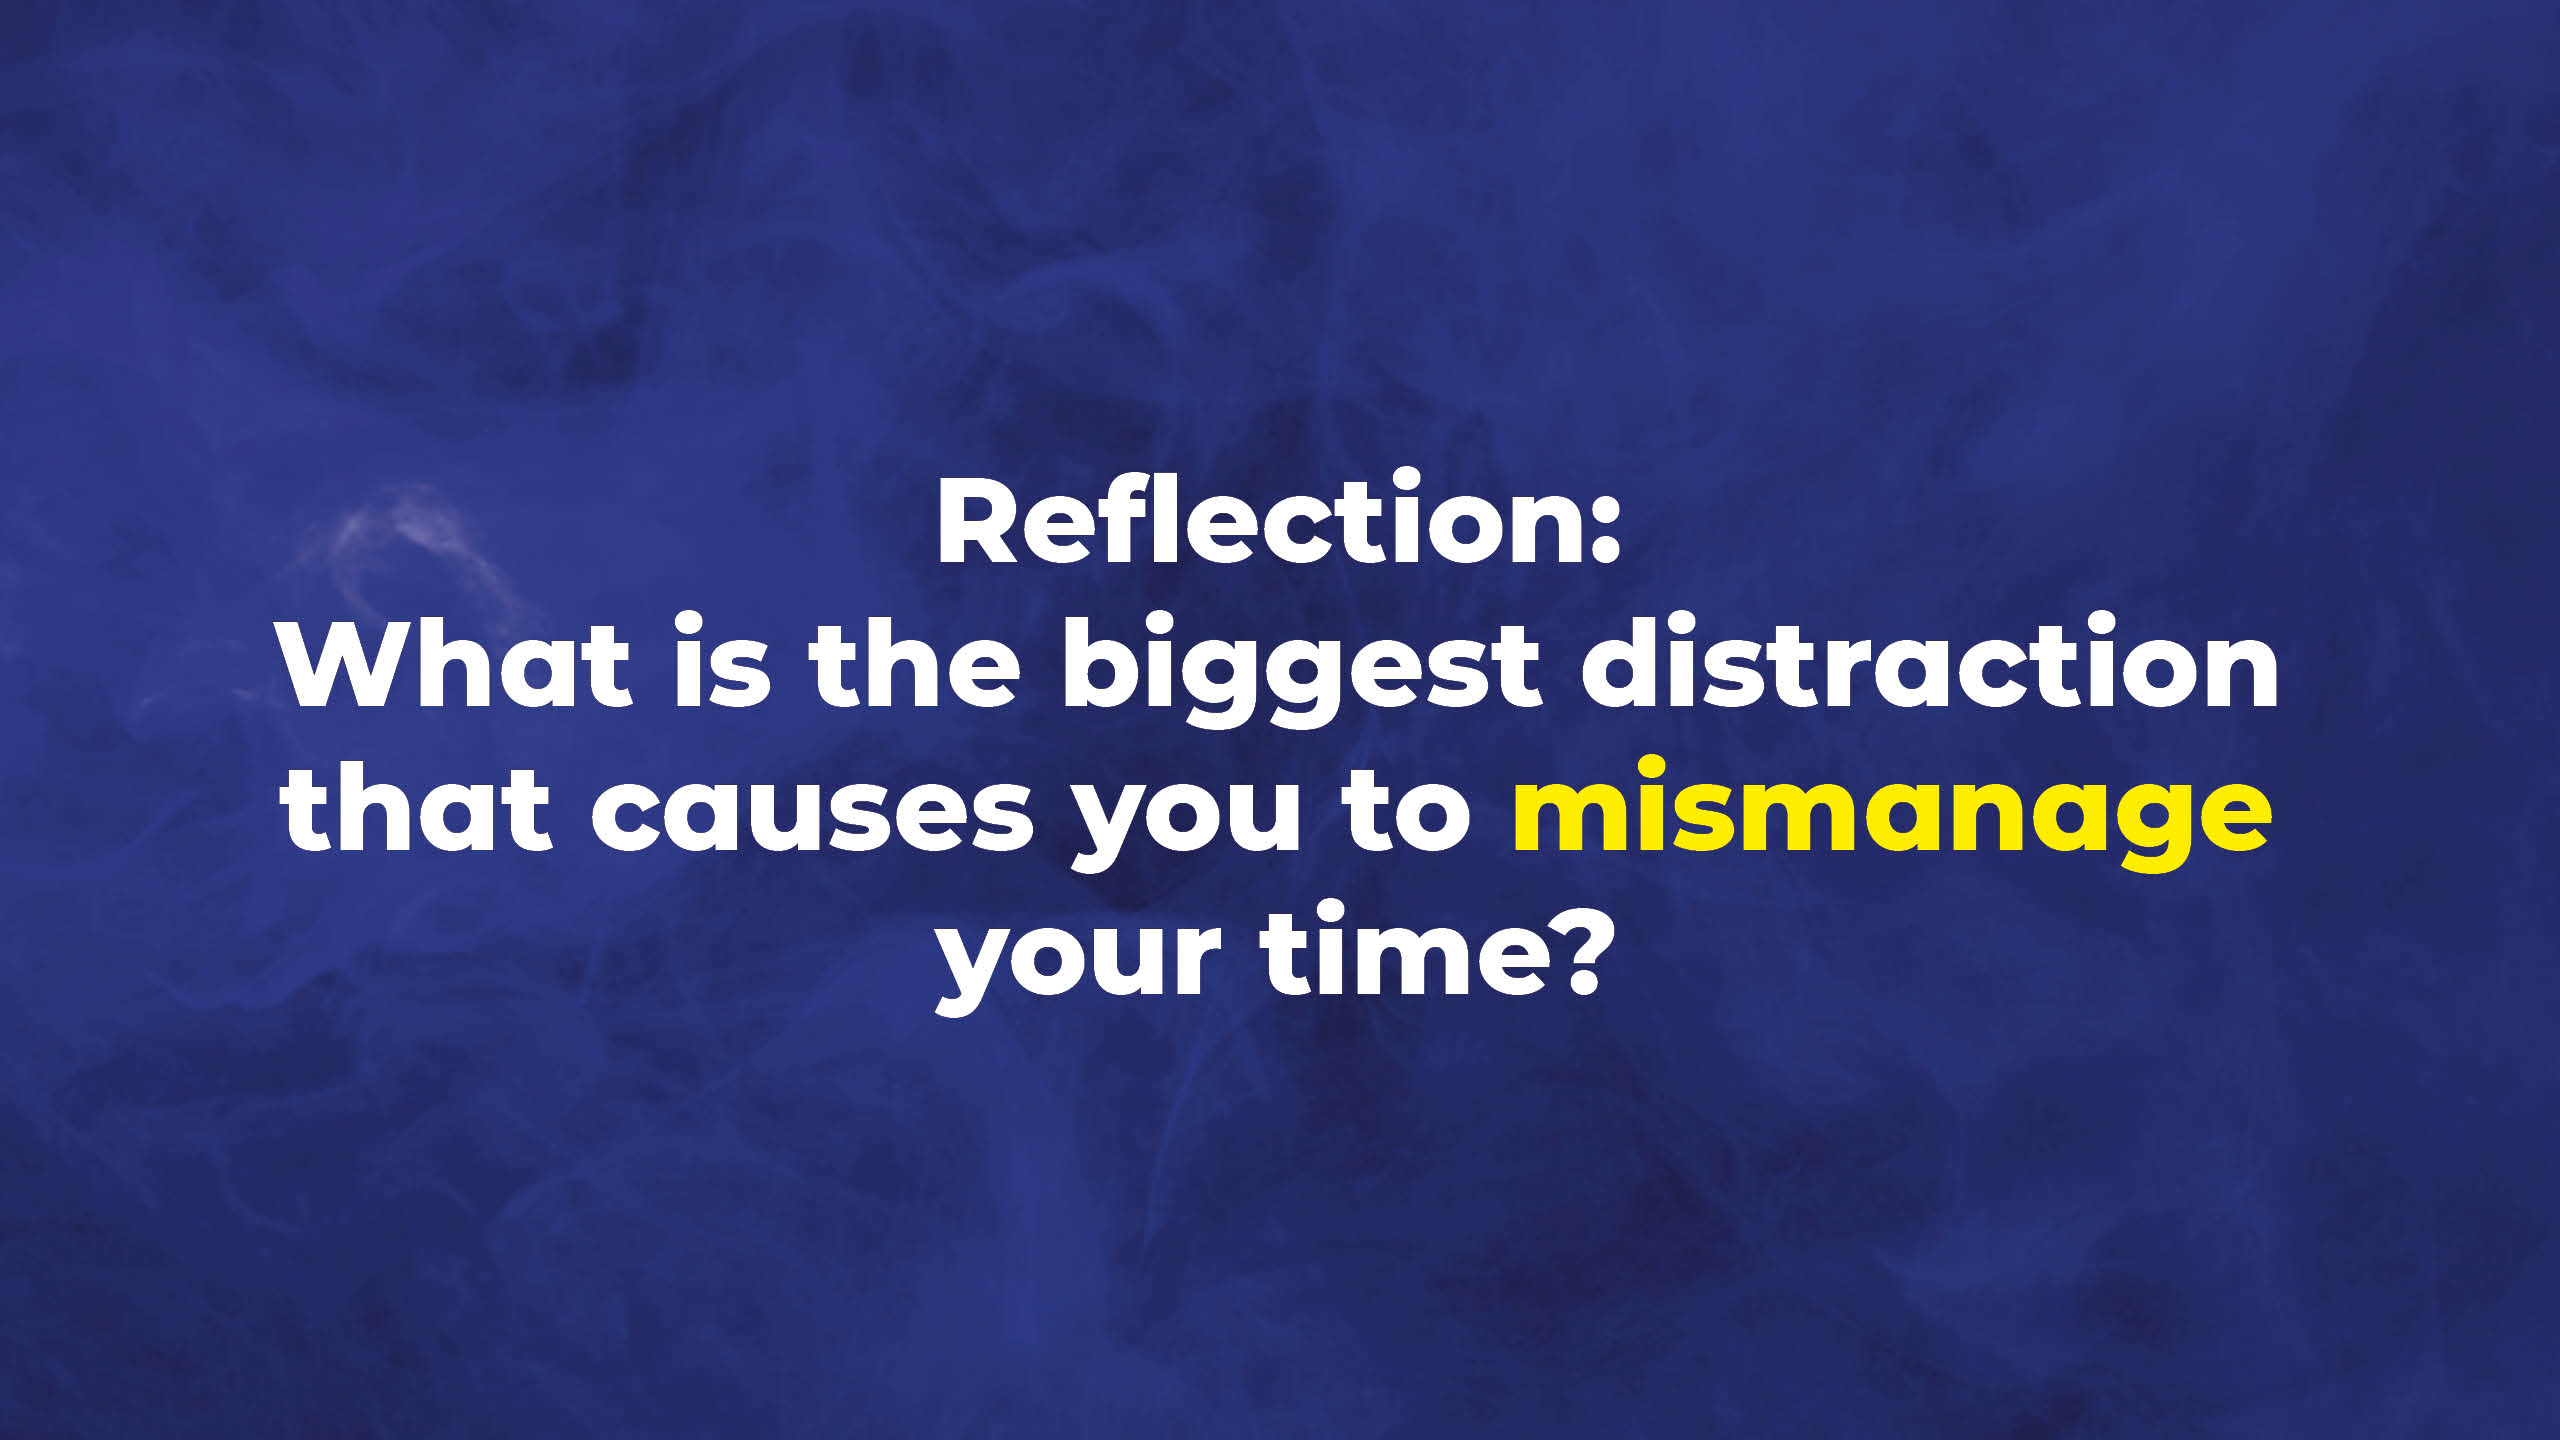 Reflection:
What is the biggest distraction
that causes you to mismanage
your time?